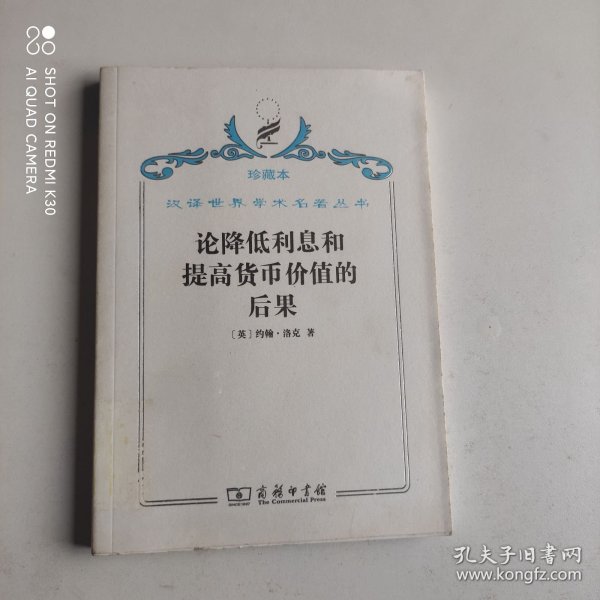 SHOT ON REDMI K30
AI QUAD CAMERA
珍藏本
汉译世界学术名著丛书
论降低利息和
提高货币价值的
后果
〔英〕约翰·洛克 著
商务印书馆
SINCE 1897
The Commercial Press
孔夫子旧书网
www.kongfz.com